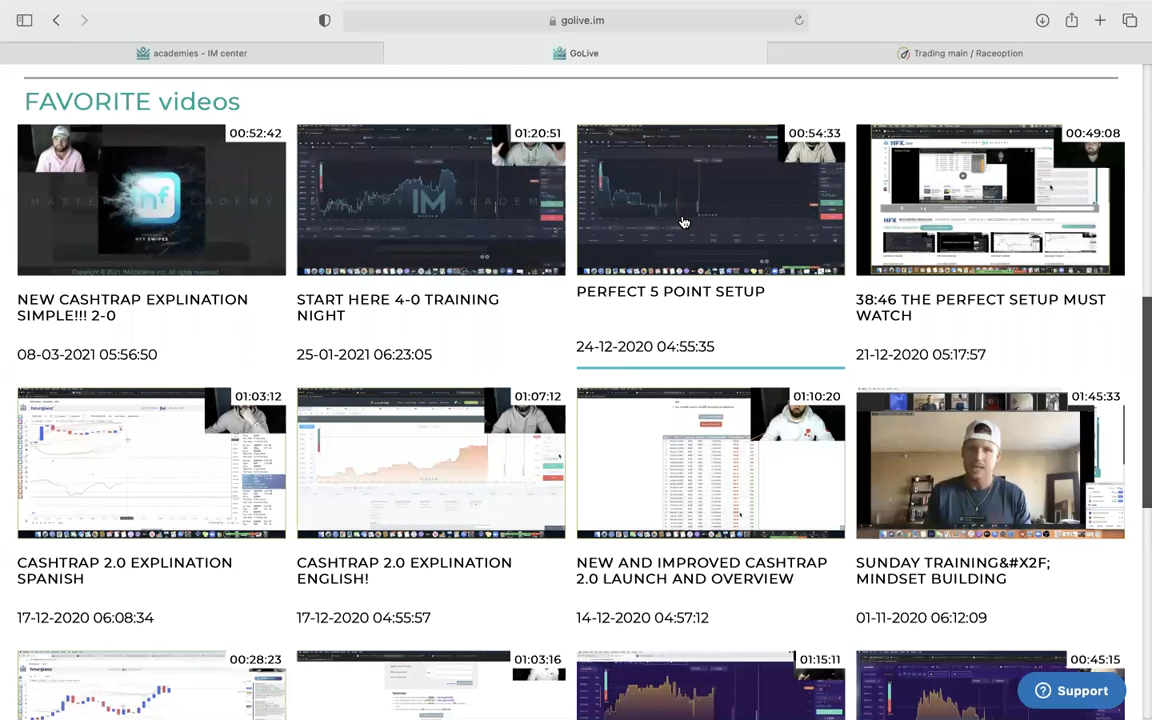 golive.im
academies - IM center
GoLive
Trading main / Raceoption
FAVORITE videos
00:52:42
01:20:51
00:54:33
00:49:08
NEW CASHTRAP EXPLINATION
SIMPLE!!! 2-0
START HERE 4-0 TRAINING
NIGHT
PERFECT 5 POINT SETUP
38:46 THE PERFECT SETUP MUST
WATCH
08-03-2021 05:56:50
25-01-2021 06:23:05
24-12-2020 04:55:35
21-12-2020 05:17:57
01:03:12
01:07:12
01:10:20
01:45:33
CASHTRAP 2.0 EXPLINATION
SPANISH
CASHTRAP 2.0 EXPLINATION
ENGLISH!
NEW AND IMPROVED CASHTRAP
2.0 LAUNCH AND OVERVIEW
SUNDAY TRAINING&#X2F;
MINDSET BUILDING
17-12-2020 06:08:34
17-12-2020 04:55:57
14-12-2020 04:57:12
01-11-2020 06:12:09
00:28:23
01:03:16
01:15:11
00:45:15
Support